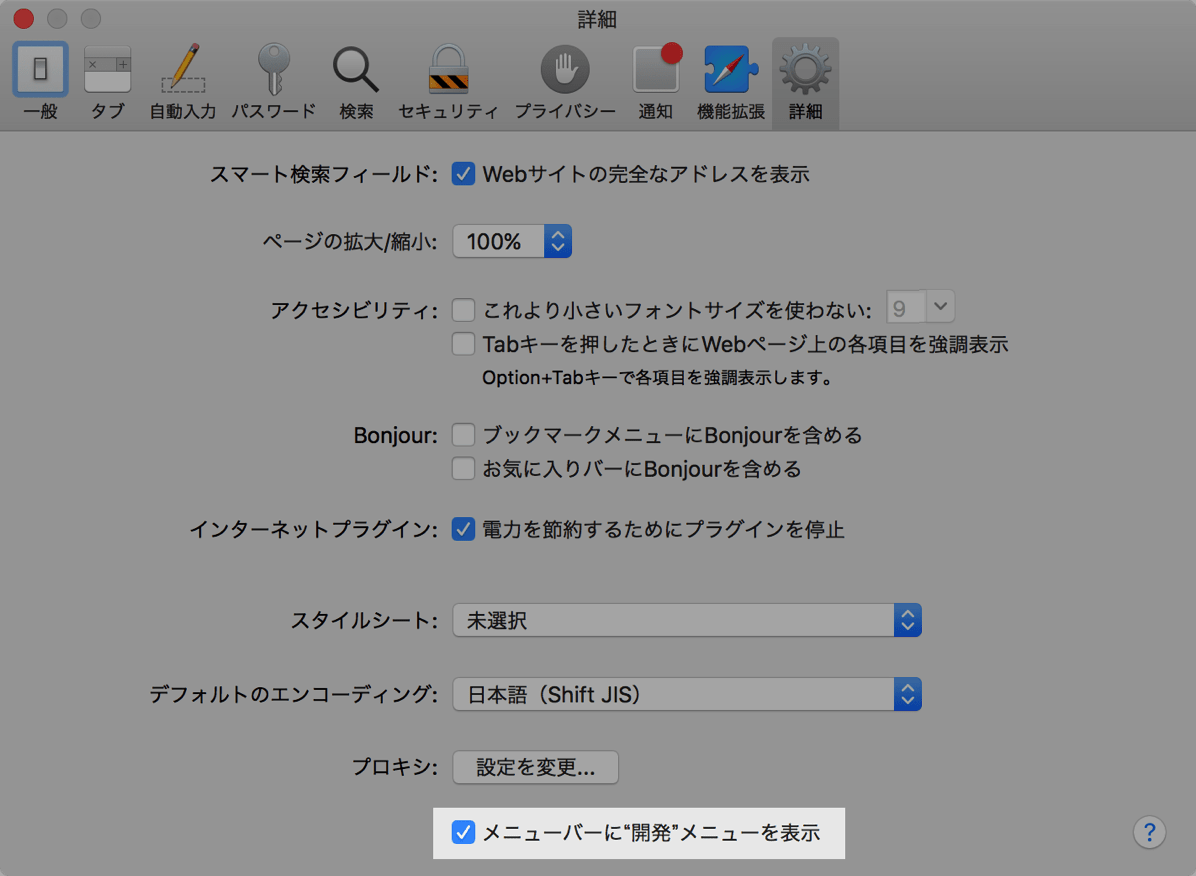 詳細
一般 タブ 自動入力 パスワード 検索 セキュリティ プライバシー 通知 機能拡張 詳細
スマート検索フィールド: Webサイトの完全なアドレスを表示
ページの拡大/縮小: 100%
アクセシビリティ: これより小さいフォントサイズを使わない: 9
Tabキーを押したときにWebページ上の各項目を強調表示
Option+Tabキーで各項目を強調表示します。
Bonjour: ブックマークメニューにBonjourを含める
お気に入りバーにBonjourを含める
インターネットプラグイン: 電力を節約するためにプラグインを停止
スタイルシート: 未選択
デフォルトのエンコーディング: 日本語（Shift JIS）
プロキシ: 設定を変更...
メニューバーに“開発”メニューを表示
?